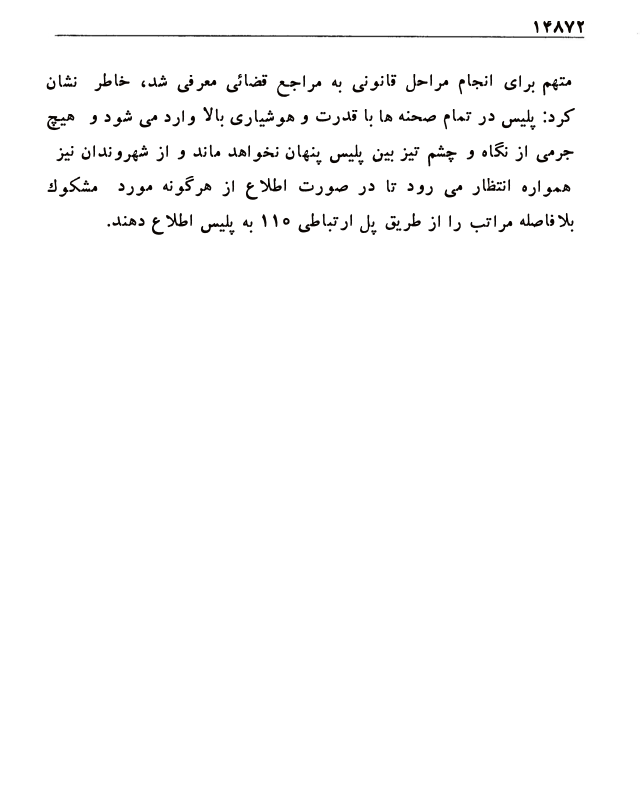 ۱۴۸۷۲
متهم برای انجام مراحل قانونی به مراجع قضائی معرفی شد، خاطر نشان
کرد: پلیس در تمام صحنه ها با قدرت و هوشیاری بالا وارد می شود و هیچ
جرمی از نگاه و چشم تیز بین پلیس پنهان نخواهد ماند و از شهروندان نیز
همواره انتظار می رود تا در صورت اطلاع از هرگونه مورد مشکوك
بلافاصله مراتب را از طریق پل ارتباطی ۱۱۵ به پلیس اطلاع دهند.